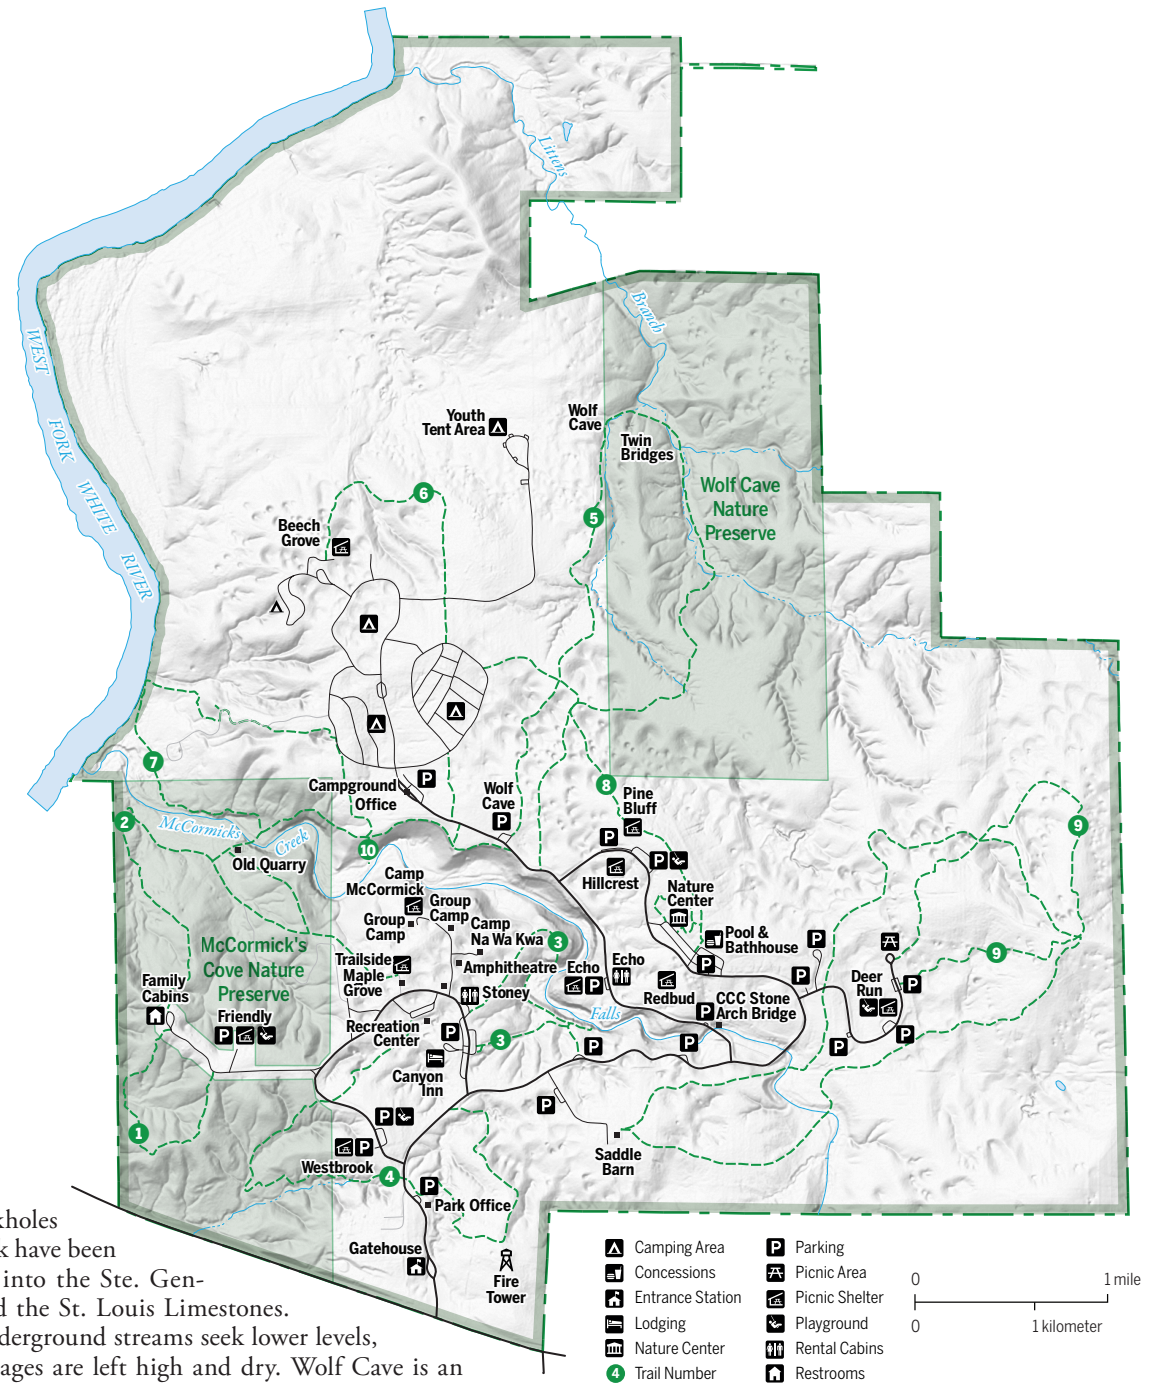 Littens
Branch
WEST
FORK
WHITE
RIVER
Youth
Tent Area
Wolf
Cave
Twin
Bridges
Wolf Cave
Nature
Preserve
6
5
Beech
Grove
7
Campground
Office
Wolf
Cave
P
P
8
Pine
Bluff
P
9
2
McCormick's
Creek
10
Old Quarry
Hillcrest
P
Camp
McCormick
Group
Camp
Group
Camp
Camp
Na Wa Kwa
3
Nature
Center
Pool &
Bathhouse
P
P
9
McCormick's
Cove Nature
Preserve
Trailside
Maple
Grove
Amphitheatre
Echo
P
Echo
Redbud
P
Deer
Run
P
Family
Cabins
Friendly
P
Stoney
Falls
CCC Stone
Arch Bridge
P
Recreation
Center
P
3
P
P
P
P
Canyon
Inn
P
P
1
Westbrook
P
4
Saddle
Barn
P
Park Office
Gatehouse
Fire
Tower
kholes
k have been
into the Ste. Gen-
d the St. Louis Limestones.
derground streams seek lower levels,
ages are left high and dry. Wolf Cave is an
Camping Area
Concessions
Entrance Station
Lodging
Nature Center
4 Trail Number
P Parking
Picnic Area
Picnic Shelter
Playground
Rental Cabins
Restrooms
0 1 mile
0 1 kilometer